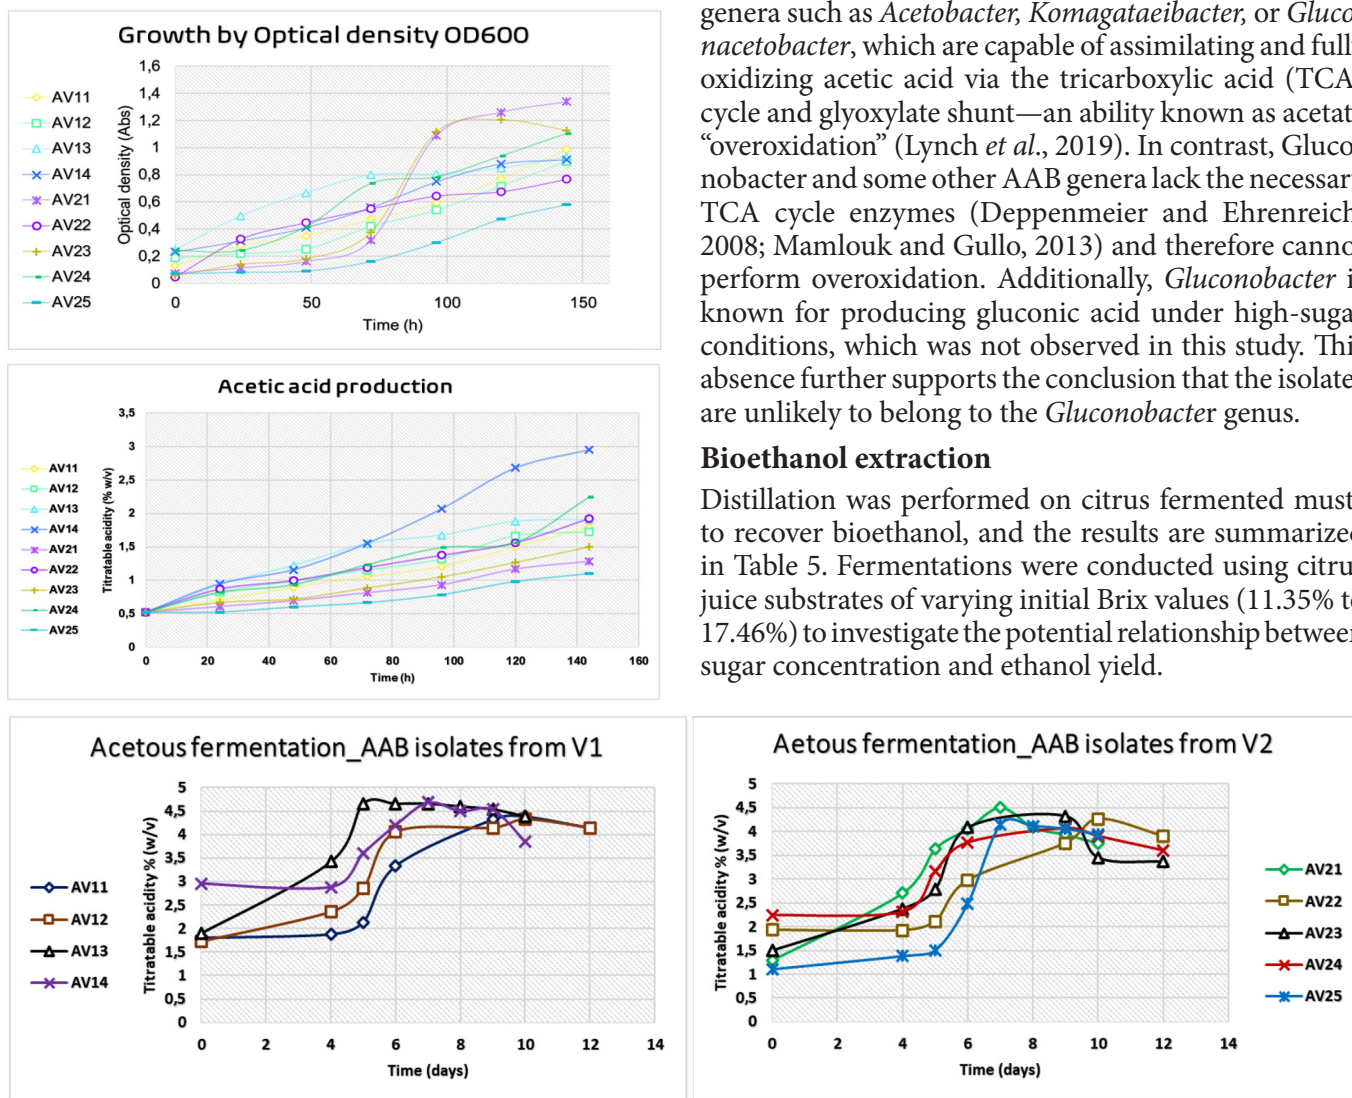 Growth by Optical density OD600
Optical density (Abs)
1,6
1,4
1,2
1
0,8
0,6
0,4
0,2
0
0 50 100 150
Time (h)
AV11
AV12
AV13
AV14
AV21
AV22
AV23
AV24
AV25
Acetic acid production
Titratable acidity (% w/v)
3,5
3
2,5
2
1,5
1
0,5
0
0 20 40 60 80 100 120 140 160
Time (h)
AV11
AV12
AV13
AV14
AV21
AV22
AV23
AV24
AV25
genera such as Acetobacter, Komagataeibacter, or Gluco
nacetobacter, which are capable of assimilating and full
oxidizing acetic acid via the tricarboxylic acid (TCA
cycle and glyoxylate shunt—an ability known as acetat
“overoxidation” (Lynch et al., 2019). In contrast, Gluco
nobacter and some other AAB genera lack the necessar
TCA cycle enzymes (Deppenmeier and Ehrenreich
2008; Mamlouk and Gullo, 2013) and therefore canno
perform overoxidation. Additionally, Gluconobacter i
known for producing gluconic acid under high-suga
conditions, which was not observed in this study. Thi
absence further supports the conclusion that the isolate
are unlikely to belong to the Gluconobacter genus.
Bioethanol extraction
Distillation was performed on citrus fermented must
to recover bioethanol, and the results are summarized
in Table 5. Fermentations were conducted using citru
juice substrates of varying initial Brix values (11.35% to
17.46%) to investigate the potential relationship between
sugar concentration and ethanol yield.
Acetous fermentation_AAB isolates from V1
Titratable acidity % (w/v)
5
4,5
4
3,5
3
2,5
2
1,5
1
0,5
0
0 2 4 6 8 10 12 14
Time (days)
AV11
AV12
AV13
AV14
Aetous fermentation_AAB isolates from V2
Titratable acidity % (w/v)
5
4,5
4
3,5
3
2,5
2
1,5
1
0,5
0
0 2 4 6 8 10 12 14
Time (days)
AV21
AV22
AV23
AV24
AV25